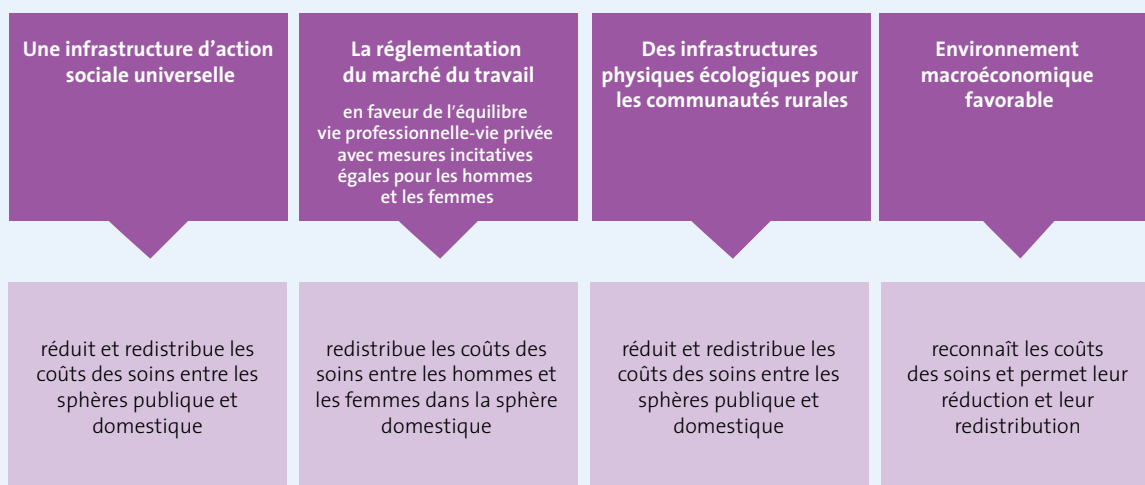 Une infrastructure d'action
sociale universelle
La réglementation
du marché du travail
en faveur de l'équilibre
vie professionnelle-vie privée
avec mesures incitatives
égales pour les hommes
et les femmes
Des infrastructures
physiques écologiques pour
les communautés rurales
Environnement
macroéconomique
favorable
réduit et redistribue les
coûts des soins entre les
sphères publique et
domestique
redistribue les coûts des
soins entre les hommes et
les femmes dans la sphère
domestique
réduit et redistribue les
coûts des soins entre les
sphères publique et
domestique
reconnaît les coûts
des soins et permet leur
réduction et leur
redistribution